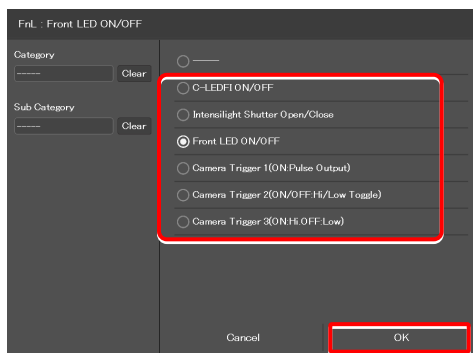 FnL : Front LED ON/OFF
Category
-----
Clear
Sub Category
-----
Clear
-----
C-LEDFI ON/OFF
Intensilight Shutter Open/Close
Front LED ON/OFF
Camera Trigger 1(ON:Pulse Output)
Camera Trigger 2(ON/OFF:Hi/Low Toggle)
Camera Trigger 3(ON:Hi.OFF:Low)
Cancel
OK